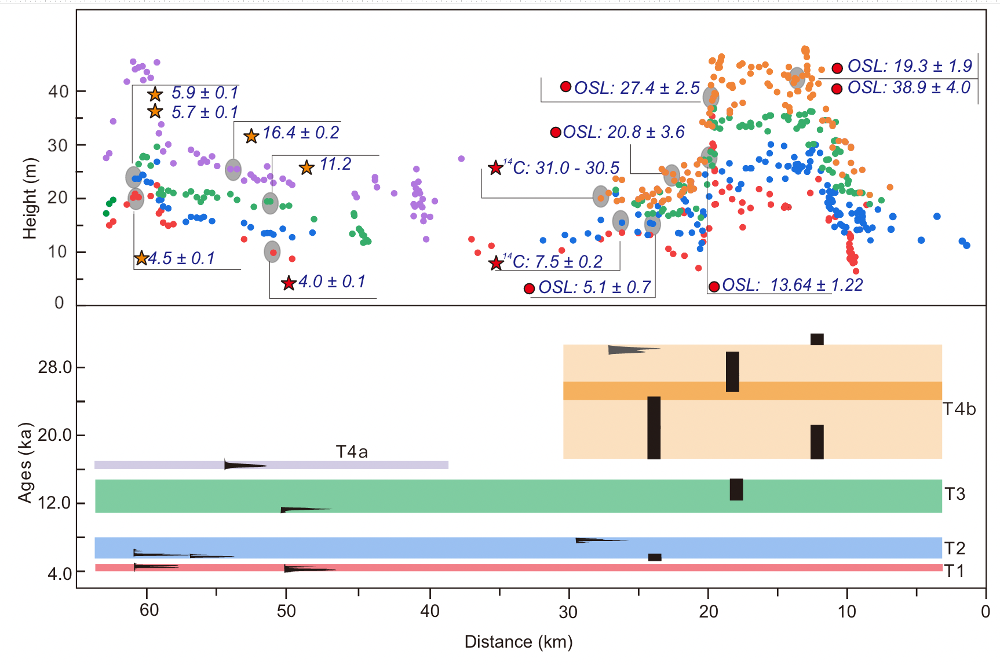 Height (m)
40
30
20
10
0
5.9 ± 0.1
5.7 ± 0.1
16.4 ± 0.2
11.2
4.5 ± 0.1
4.0 ± 0.1
OSL: 27.4 ± 2.5
OSL: 19.3 ± 1.9
OSL: 38.9 ± 4.0
OSL: 20.8 ± 3.6
14C: 31.0 - 30.5
14C: 7.5 ± 0.2
OSL: 5.1 ± 0.7
OSL: 13.64 ± 1.22
Ages (ka)
28.0
20.0
12.0
4.0
T4b
T4a
T3
T2
T1
60 50 40 30 20 10 0
Distance (km)